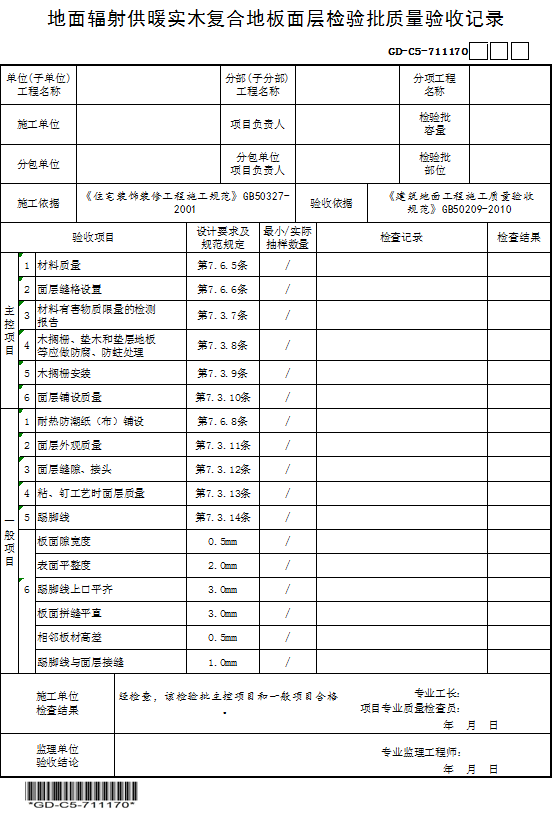 地面辐射供暖实木复合地板面层检验批质量验收记录
GD-C5-711170
单位(子单位)
工程名称
分部(子分部)
工程名称
分项工程
名称
施工单位
项目负责人
检验批
容量
分包单位
分包单位
项目负责人
检验批
部位
施工依据
《住宅装饰装修工程施工规范》GB50327-
2001
验收依据
《建筑地面工程施工质量验收
规范》GB50209-2010
验收项目
设计要求及
规范规定
最小/实际
抽样数量
检查记录
检查结果
主控项目
1 材料质量 第7.6.5条 /
2 面层缝格设置 第7.6.6条 /
3 材料有害物质限量的检测
报告 第7.3.7条 /
4 木搁栅、垫木和垫层地板
等应做防腐、防蛀处理 第7.3.8条 /
5 木搁栅安装 第7.3.9条 /
6 面层铺设质量 第7.3.10条 /
一般项目
1 耐热防潮纸（布）铺设 第7.6.8条 /
2 面层外观质量 第7.3.11条 /
3 面层缝隙、接头 第7.3.12条 /
4 粘、钉工艺时面层质量 第7.3.13条 /
5 踢脚线 第7.3.14条 /
6
板面隙宽度 0.5mm /
表面平整度 2.0mm /
踢脚线上口平齐 3.0mm /
板面拼缝平直 3.0mm /
相邻板材高差 0.5mm /
踢脚线与面层接缝 1.0mm /
施工单位
检查结果
经检查，该检验批主控项目和一般项目合格
.
专业工长：
项目专业质量检查员：
年 月 日
监理单位
验收结论
专业监理工程师：
年 月 日
*GD-C5-711170*